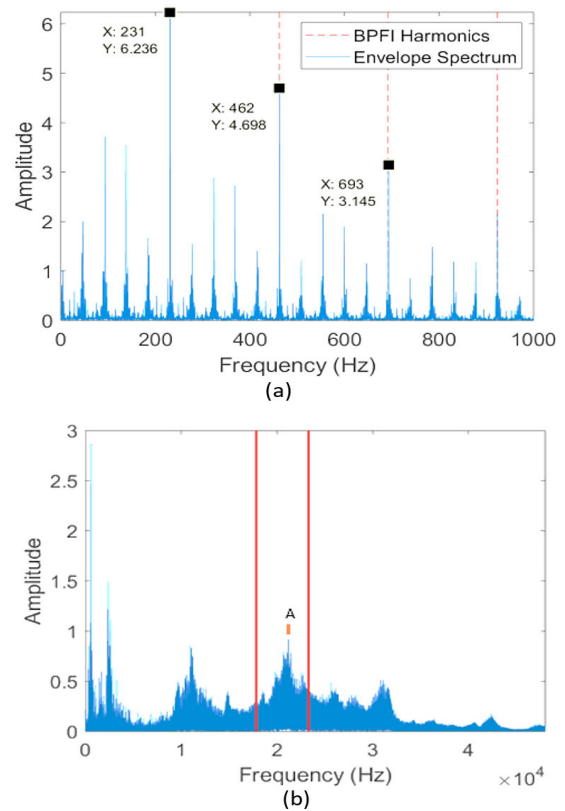 6
5
4
3
2
1
0
Amplitude
X: 231
Y: 6.236
X: 462
Y: 4.698
X: 693
Y: 3.145
BPFI Harmonics
Envelope Spectrum
0 200 400 600 800 1000
Frequency (Hz)
(a)
3
2.5
2
1.5
1
0.5
0
Amplitude
A
0 1 2 3 4
Frequency (Hz) ×10⁴
(b)